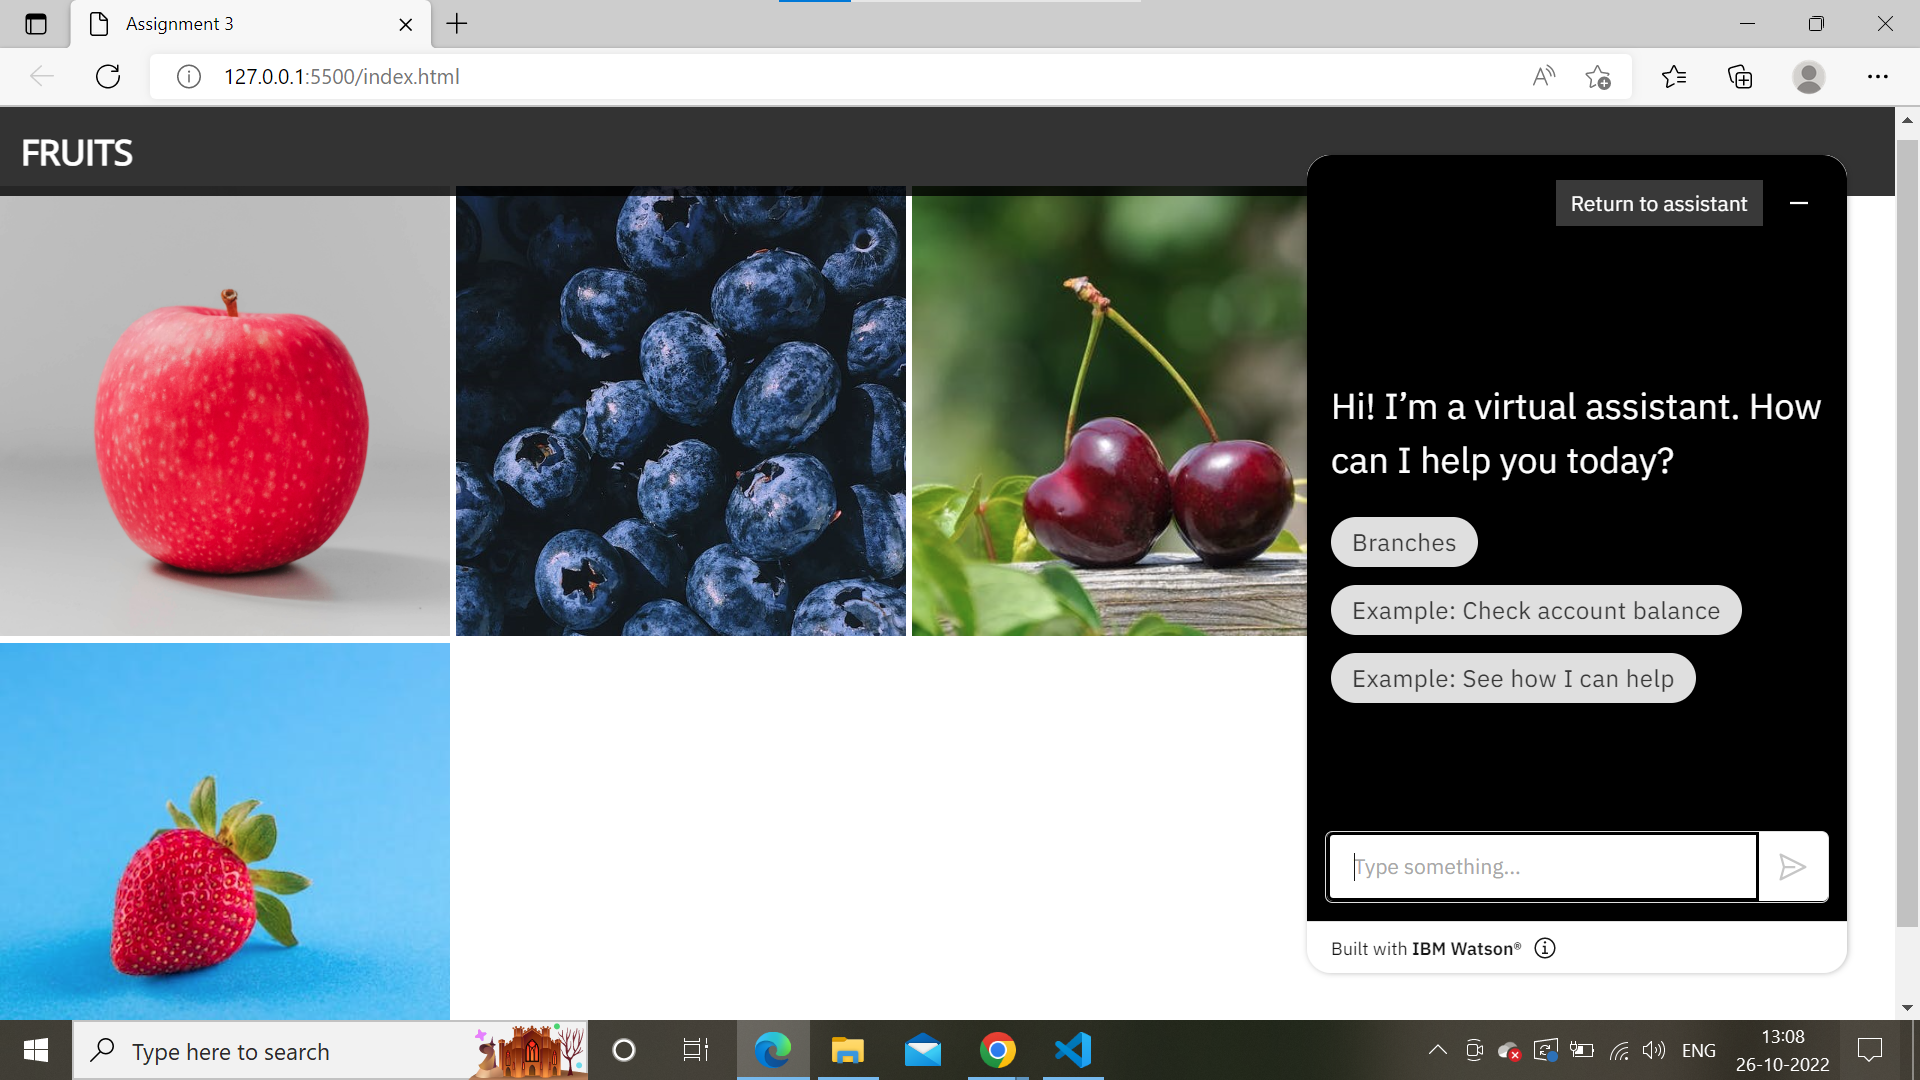 Assignment 3
127.0.0.1:5500/index.html
FRUITS
Return to assistant
Hi! I’m a virtual assistant. How
can I help you today?
Branches
Example: Check account balance
Example: See how I can help
Type something...
Built with IBM Watson®
Type here to search
ENG
13:08
26-10-2022